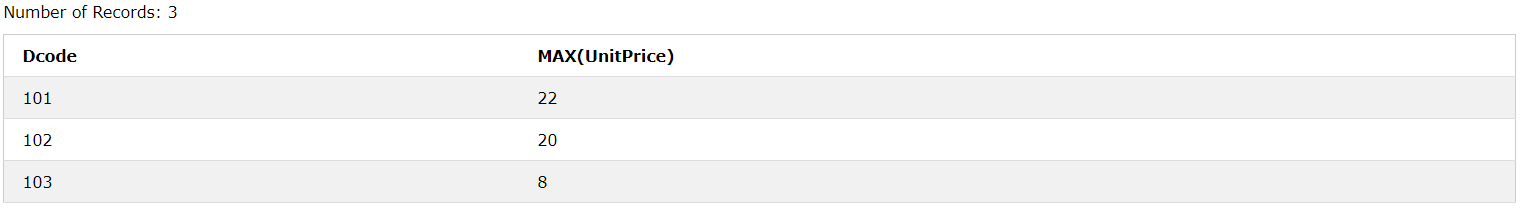 Number of Records: 3
Dcode MAX(UnitPrice)
101 22
102 20
103 8